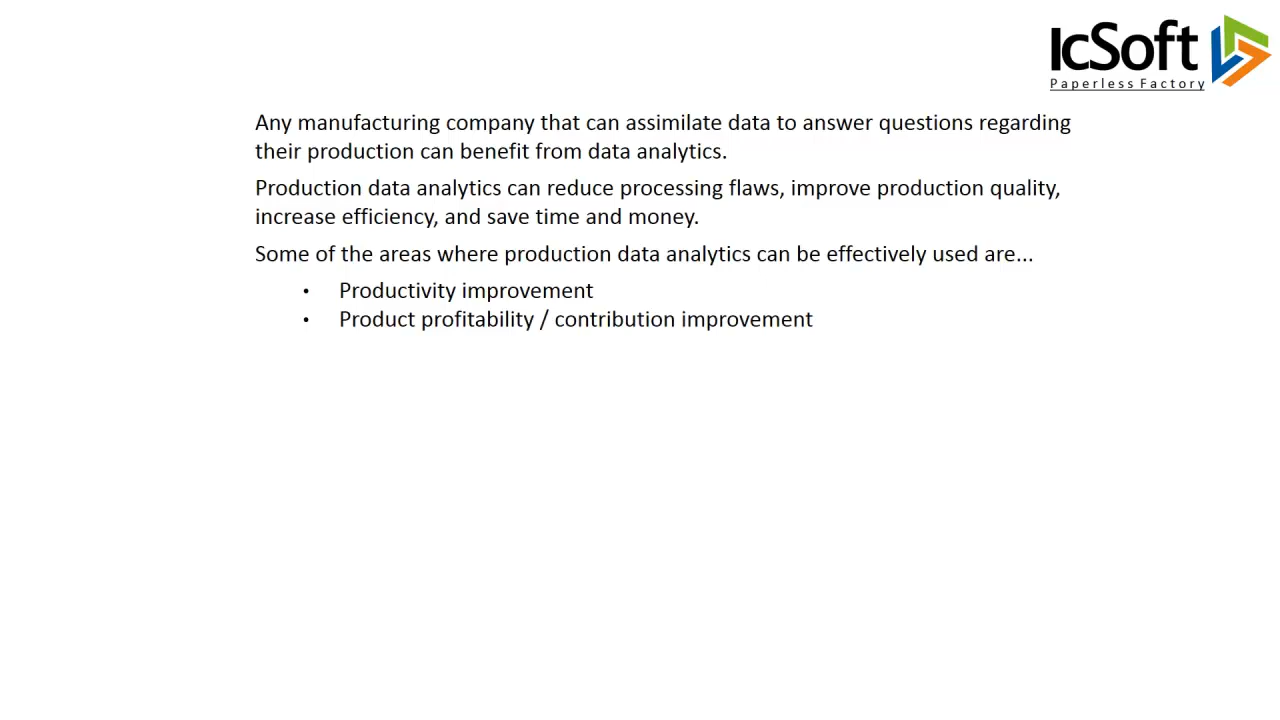 IcSoft
Paperless Factory
Any manufacturing company that can assimilate data to answer questions regarding
their production can benefit from data analytics.
Production data analytics can reduce processing flaws, improve production quality,
increase efficiency, and save time and money.
Some of the areas where production data analytics can be effectively used are...
• Productivity improvement
• Product profitability / contribution improvement